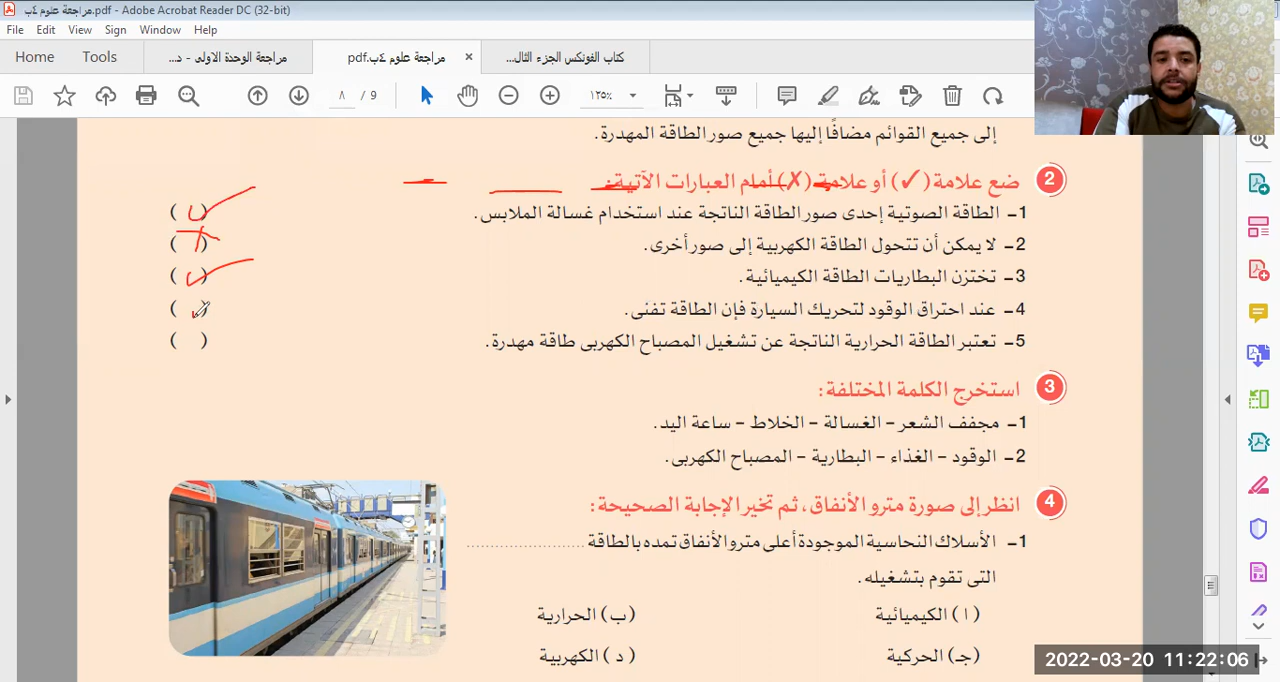 مراجعة علوم ٤ب.pdf - Adobe Acrobat Reader DC (32-bit)
File Edit View Sign Window Help
Home Tools مراجعة الوحدة الاولى - د... مراجعة علوم ٤ب.pdf × كتاب الفونكس الجزء الثال...
٨ / 9 ١٢٥%
إلى جميع القوائم مضافًا إليها جميع صور الطاقة المهدرة.
2 ضع علامة (✓) أو علامة (✗) أمام العبارات الآتية:
1- الطاقة الصوتية إحدى صور الطاقة الناتجة عند استخدام غسالة الملابس. ( ✓ )
2- لا يمكن أن تتحول الطاقة الكهربية إلى صور أخرى. ( ✗ )
3- تختزن البطاريات الطاقة الكيميائية. ( ✓ )
4- عند احتراق الوقود لتحريك السيارة فإن الطاقة تفنى. ( )
5- تعتبر الطاقة الحرارية الناتجة عن تشغيل المصباح الكهربى طاقة مهدرة. ( )
3 استخرج الكلمة المختلفة:
1- مجفف الشعر - الغسالة - الخلاط - ساعة اليد.
2- الوقود - الغذاء - البطارية - المصباح الكهربى.
4 انظر إلى صورة مترو الأنفاق، ثم تخير الإجابة الصحيحة:
1- الأسلاك النحاسية الموجودة أعلى مترو الأنفاق تمده بالطاقة ........................
التى تقوم بتشغيله.
(ا) الكيميائية (ب) الحرارية
(جـ) الحركية (د) الكهربية
2022-03-20 11:22:06